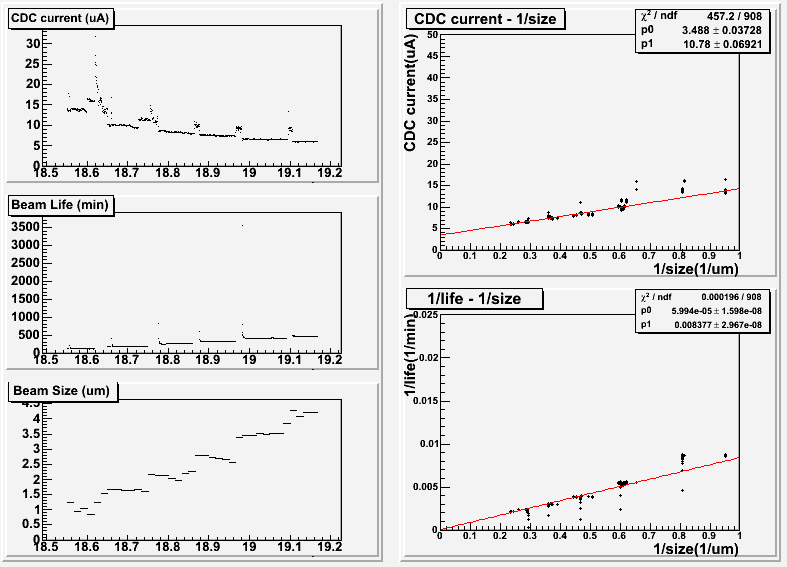 CDC current (uA)
30
25
20
15
10
5
0
18.5 18.6 18.7 18.8 18.9 19 19.1 19.2
Beam Life (min)
3500
3000
2500
2000
1500
1000
500
0
18.5 18.6 18.7 18.8 18.9 19 19.1 19.2
Beam Size (um)
4.5
4
3.5
3
2.5
2
1.5
1
0.5
0
18.5 18.6 18.7 18.8 18.9 19 19.1 19.2
CDC current - 1/size
χ² / ndf 457.2 / 908
p0 3.488 ± 0.03728
p1 10.78 ± 0.06921
CDC current(uA)
50
45
40
35
30
25
20
15
10
5
0
0 0.1 0.2 0.3 0.4 0.5 0.6 0.7 0.8 0.9 1
1/size(1/um)
1/life - 1/size
χ² / ndf 0.000196 / 908
p0 5.994e-05 ± 1.598e-08
p1 0.008377 ± 2.967e-08
1/life(1/min)
0.025
0.02
0.015
0.01
0.005
0
0 0.1 0.2 0.3 0.4 0.5 0.6 0.7 0.8 0.9 1
1/size(1/um)